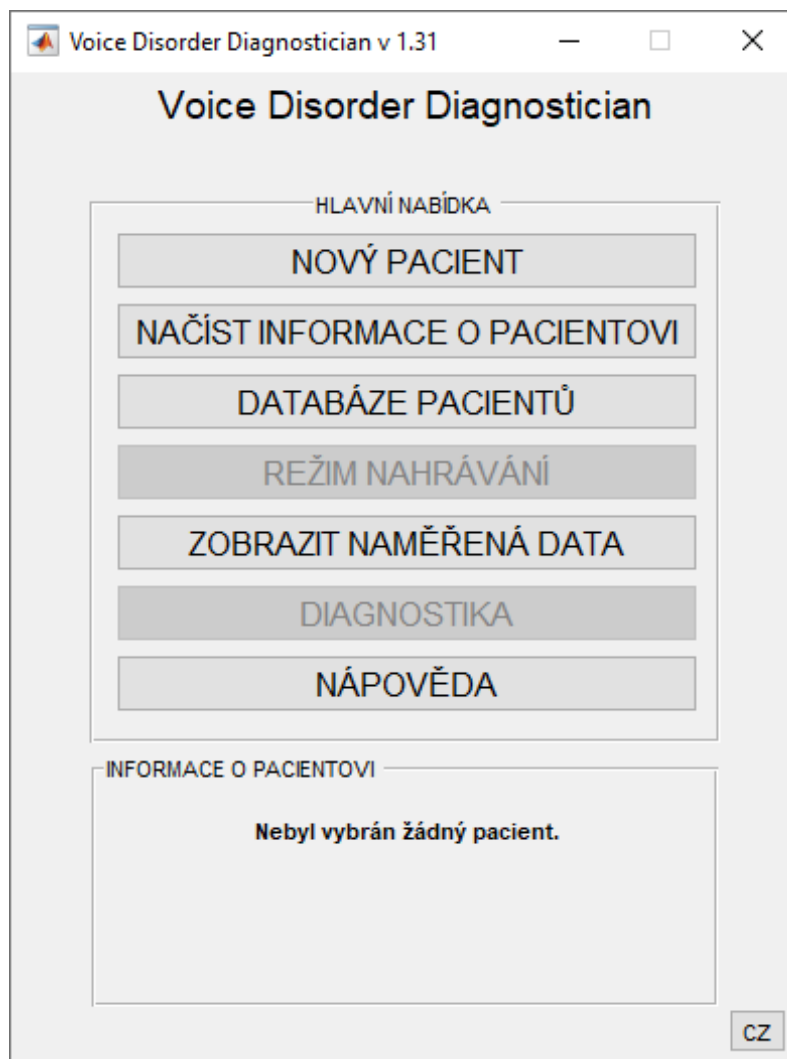 Voice Disorder Diagnostician v 1.31
Voice Disorder Diagnostician
HLAVNÍ NABÍDKA
NOVÝ PACIENT
NAČÍST INFORMACE O PACIENTOVI
DATABÁZE PACIENTŮ
REŽIM NAHRÁVÁNÍ
ZOBRAZIT NAMĚŘENÁ DATA
DIAGNOSTIKA
NÁPOVĚDA
INFORMACE O PACIENTOVI
Nebyl vybrán žádný pacient.
CZ